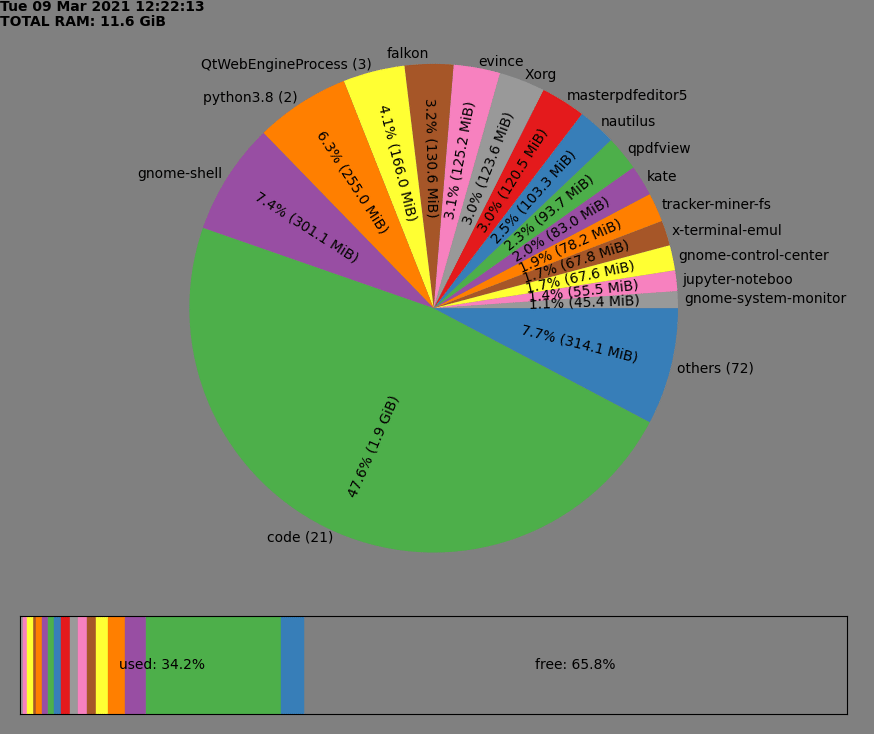 Tue 09 Mar 2021 12:22:13
TOTAL RAM: 11.6 GiB
falkon
evince
QtWebEngineProcess (3)
Xorg
python3.8 (2)
masterpdfeditor5
nautilus
qpdfview
gnome-shell
kate
tracker-miner-fs
x-terminal-emul
gnome-control-center
jupyter-noteboo
gnome-system-monitor
others (72)
code (21)
7.4% (301.1 MiB)
6.3% (255.0 MiB)
4.1% (166.0 MiB)
3.2% (130.6 MiB)
3.1% (125.2 MiB)
3.0% (123.6 MiB)
3.0% (120.5 MiB)
2.5% (103.3 MiB)
2.3% (93.7 MiB)
2.0% (83.0 MiB)
1.9% (78.2 MiB)
1.7% (67.8 MiB)
1.7% (67.6 MiB)
1.4% (55.5 MiB)
1.1% (45.4 MiB)
7.7% (314.1 MiB)
47.6% (1.9 GiB)
used: 34.2%
free: 65.8%